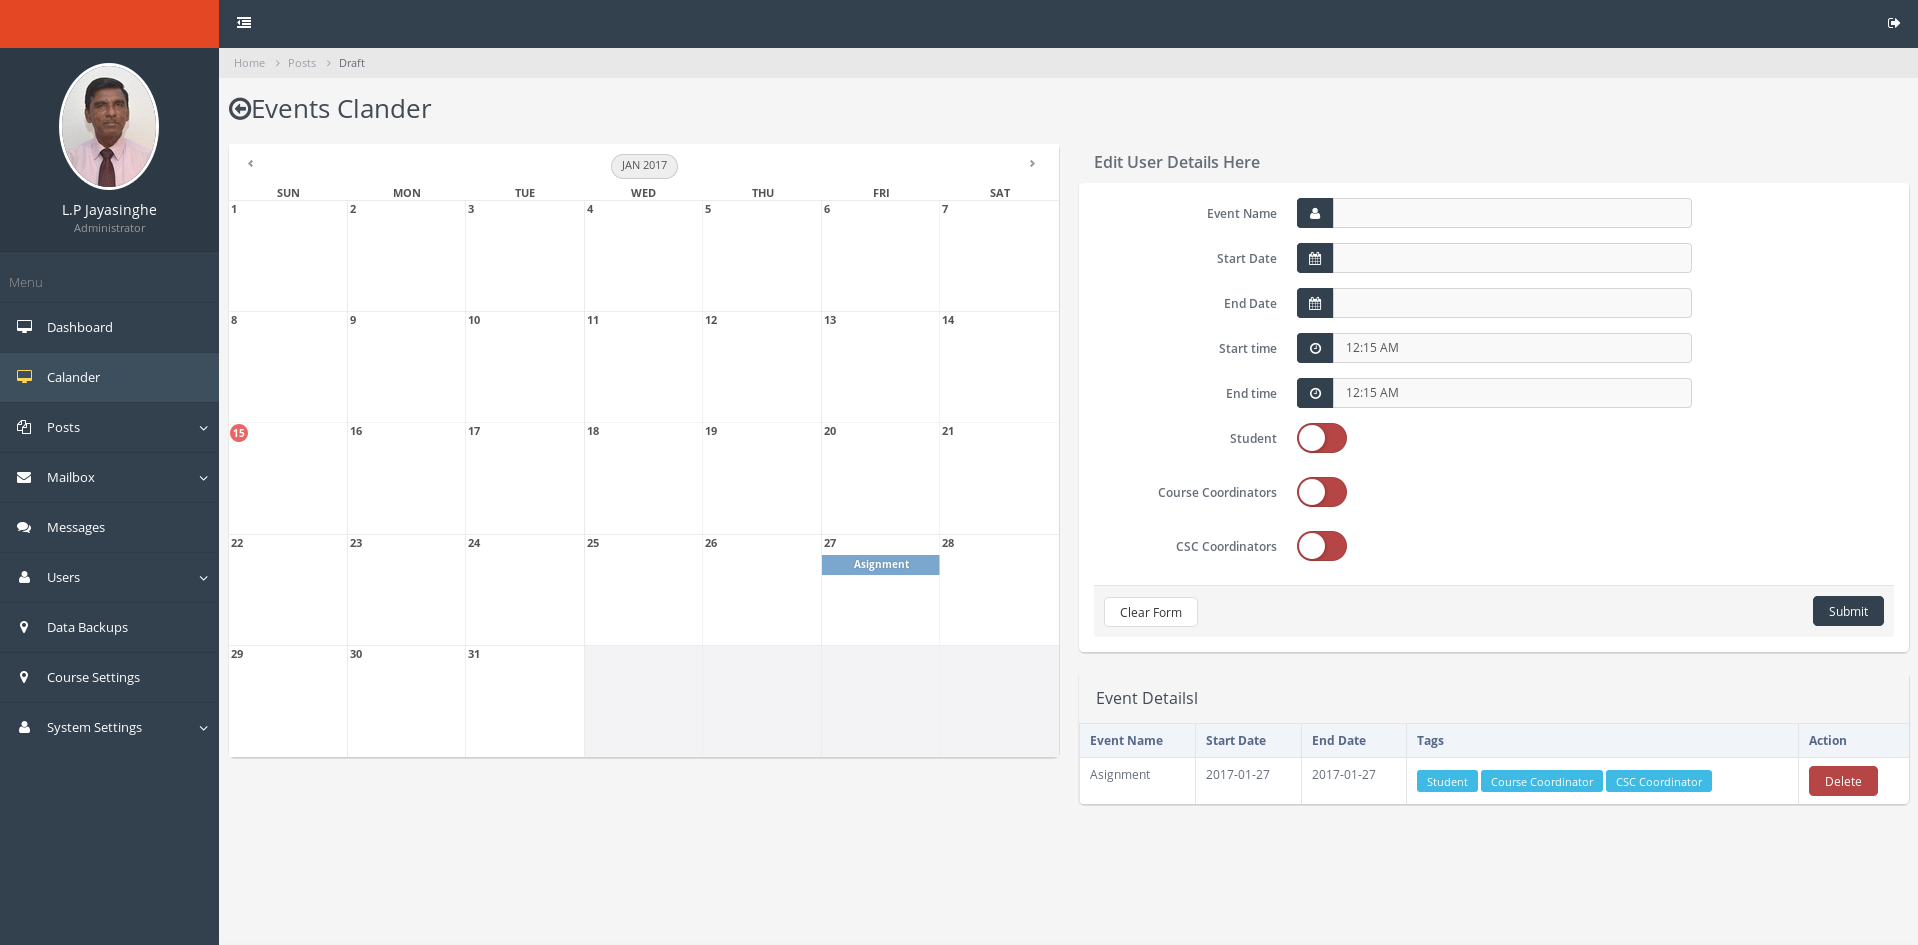 Home > Posts > Draft
L.P Jayasinghe
Administrator
Menu
Dashboard
Calander
Posts
Mailbox
Messages
Users
Data Backups
Course Settings
System Settings
Events Clander
JAN 2017
SUN MON TUE WED THU FRI SAT
1 2 3 4 5 6 7
8 9 10 11 12 13 14
15 16 17 18 19 20 21
22 23 24 25 26 27 28
Asignment
29 30 31
Edit User Details Here
Event Name
Start Date
End Date
Start time 12:15 AM
End time 12:15 AM
Student
Course Coordinators
CSC Coordinators
Clear Form Submit
Event Detailsl
Event Name Start Date End Date Tags Action
Asignment 2017-01-27 2017-01-27 Student Course Coordinator CSC Coordinator Delete